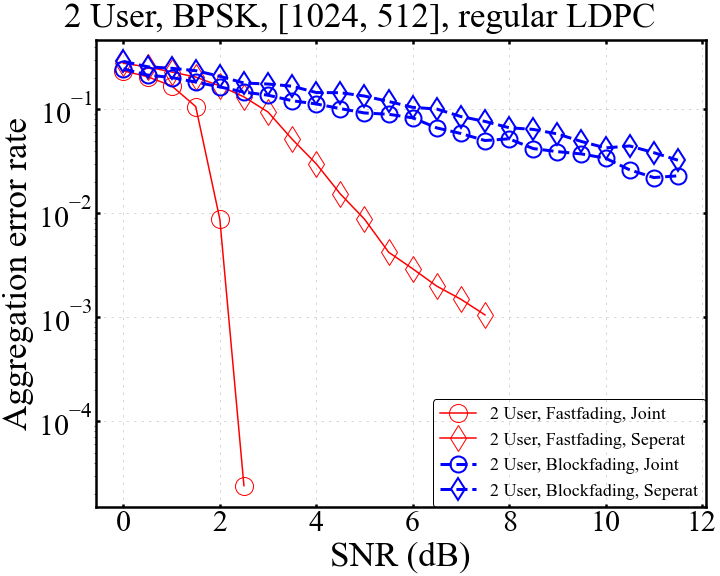 2 User, BPSK, [1024, 512], regular LDPC
Aggregation error rate
10⁻¹
10⁻²
10⁻³
10⁻⁴
2 User, Fastfading, Joint
2 User, Fastfading, Seperat
2 User, Blockfading, Joint
2 User, Blockfading, Seperat
0 2 4 6 8 10 12
SNR (dB)